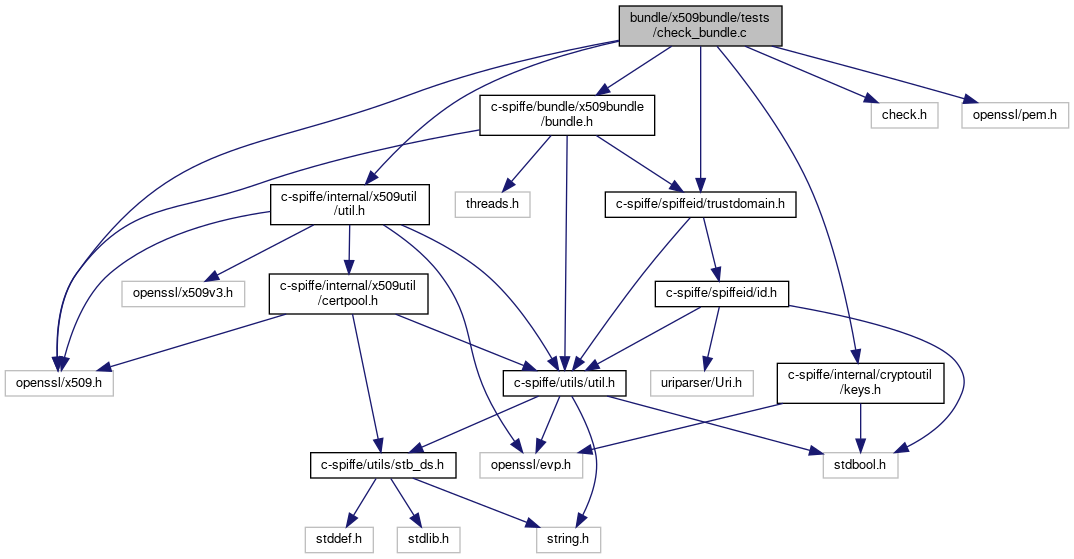 bundle/x509bundle/tests
/check_bundle.c
c-spiffe/bundle/x509bundle
/bundle.h
check.h
openssl/pem.h
c-spiffe/internal/x509util
/util.h
threads.h
c-spiffe/spiffeid/trustdomain.h
openssl/x509v3.h
c-spiffe/internal/x509util
/certpool.h
c-spiffe/spiffeid/id.h
openssl/x509.h
c-spiffe/utils/util.h
uriparser/Uri.h
c-spiffe/internal/cryptoutil
/keys.h
c-spiffe/utils/stb_ds.h
openssl/evp.h
stdbool.h
stddef.h
stdlib.h
string.h